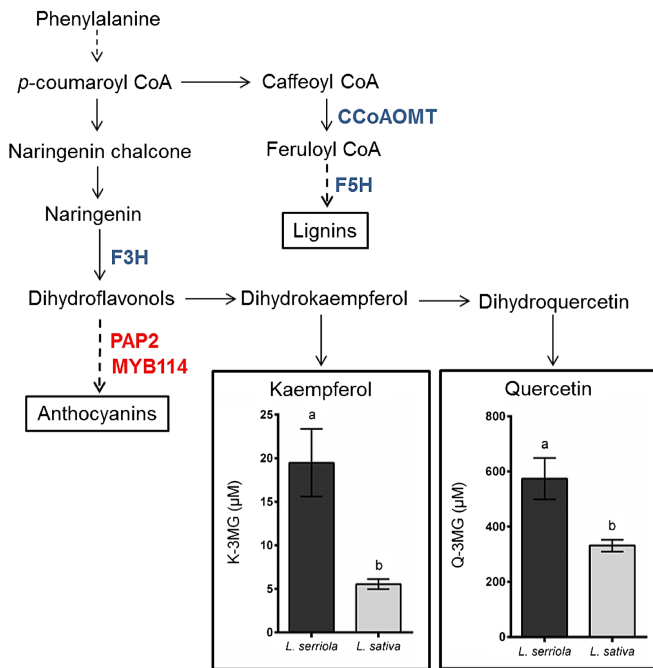 Phenylalanine
p-coumaroyl CoA
Caffeoyl CoA
CCoAOMT
Naringenin chalcone
Feruloyl CoA
F5H
Naringenin
Lignins
F3H
Dihydroflavonols
Dihydrokaempferol
Dihydroquercetin
PAP2
MYB114
Anthocyanins
Kaempferol
25
20
15
10
5
0
K-3MG (µM)
a
b
L. serriola
L. sativa
Quercetin
800
600
400
200
0
Q-3MG (µM)
a
b
L. serriola
L. sativa